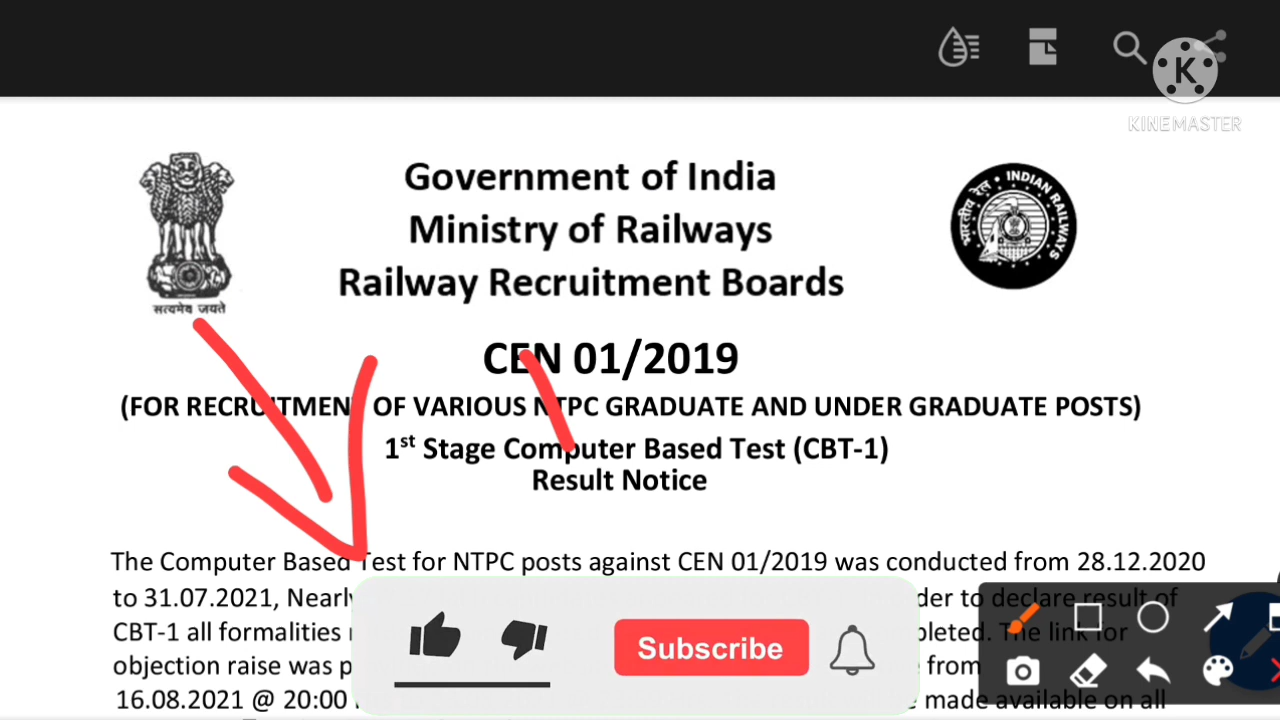 KINEMASTER
Government of India
Ministry of Railways
Railway Recruitment Boards
सत्यमेव जयते
भारतीय रेल • INDIAN RAILWAYS
CEN 01/2019
(FOR RECRUITMENT OF VARIOUS NTPC GRADUATE AND UNDER GRADUATE POSTS)
1st Stage Computer Based Test (CBT-1)
Result Notice
The Computer Based Test for NTPC posts against CEN 01/2019 was conducted from 28.12.2020
to 31.07.2021, Nearly der to declare result of
CBT-1 all formalities The link for
objection raise was from
16.08.2021 @ 20:00 made available on all
Subscribe